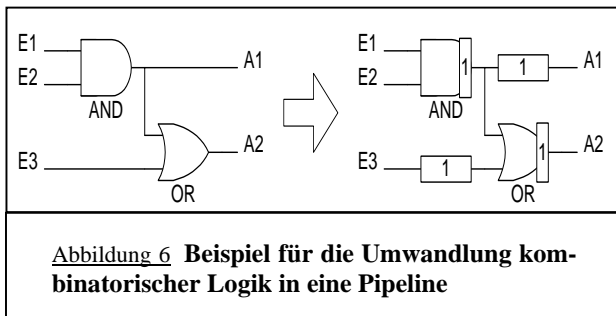 E1
E2
E3
AND
OR
A1
A2
E1
E2
E3
1
AND
1
1
OR
1
A1
A2
Abbildung 6 Beispiel für die Umwandlung kom-
binatorischer Logik in eine Pipeline